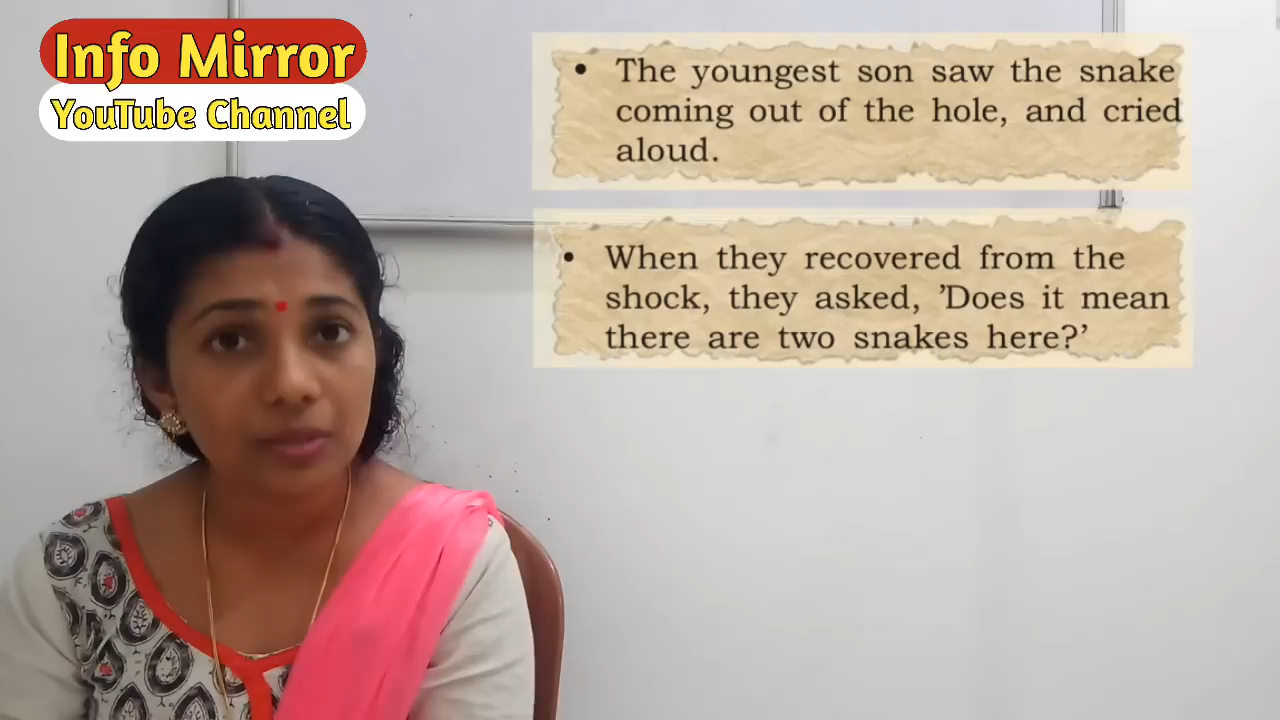 Info Mirror
YouTube Channel
• The youngest son saw the snake
coming out of the hole, and cried
aloud.
• When they recovered from the
shock, they asked, ’Does it mean
there are two snakes here?’